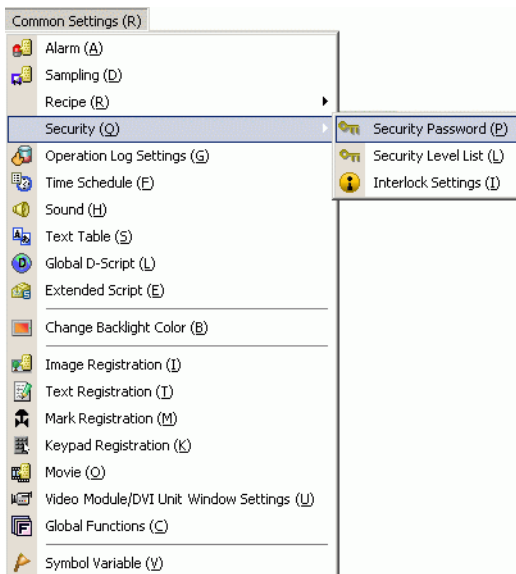 Common Settings (R)
Alarm (A)
Sampling (D)
Recipe (R)
Security (Q)
Security Password (P)
Security Level List (L)
Interlock Settings (I)
Operation Log Settings (G)
Time Schedule (F)
Sound (H)
Text Table (S)
Global D-Script (L)
Extended Script (E)
Change Backlight Color (B)
Image Registration (I)
Text Registration (T)
Mark Registration (M)
Keypad Registration (K)
Movie (O)
Video Module/DVI Unit Window Settings (U)
Global Functions (C)
Symbol Variable (V)